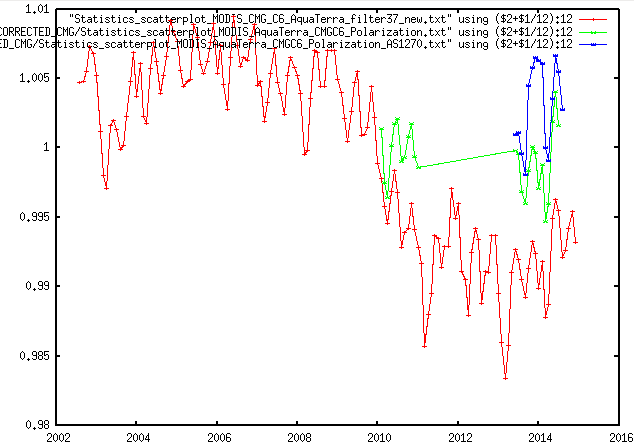 1.01
"Statistics_scatterplot_MODIS_CMG_C6_AquaTerra_filter37_new.txt" using ($2+$1/12):12
CORRECTED_CMG/Statistics_scatterplot_MODIS_AquaTerra_CMGC6_Polarization.txt" using ($2+$1/12):12
ED_CMG/Statistics_scatterplot_MODIS_AquaTerra_CMGC6_Polarization_AS1270.txt" using ($2+$1/12):12
1.005
1
0.995
0.99
0.985
0.98
2002 2004 2006 2008 2010 2012 2014 2016